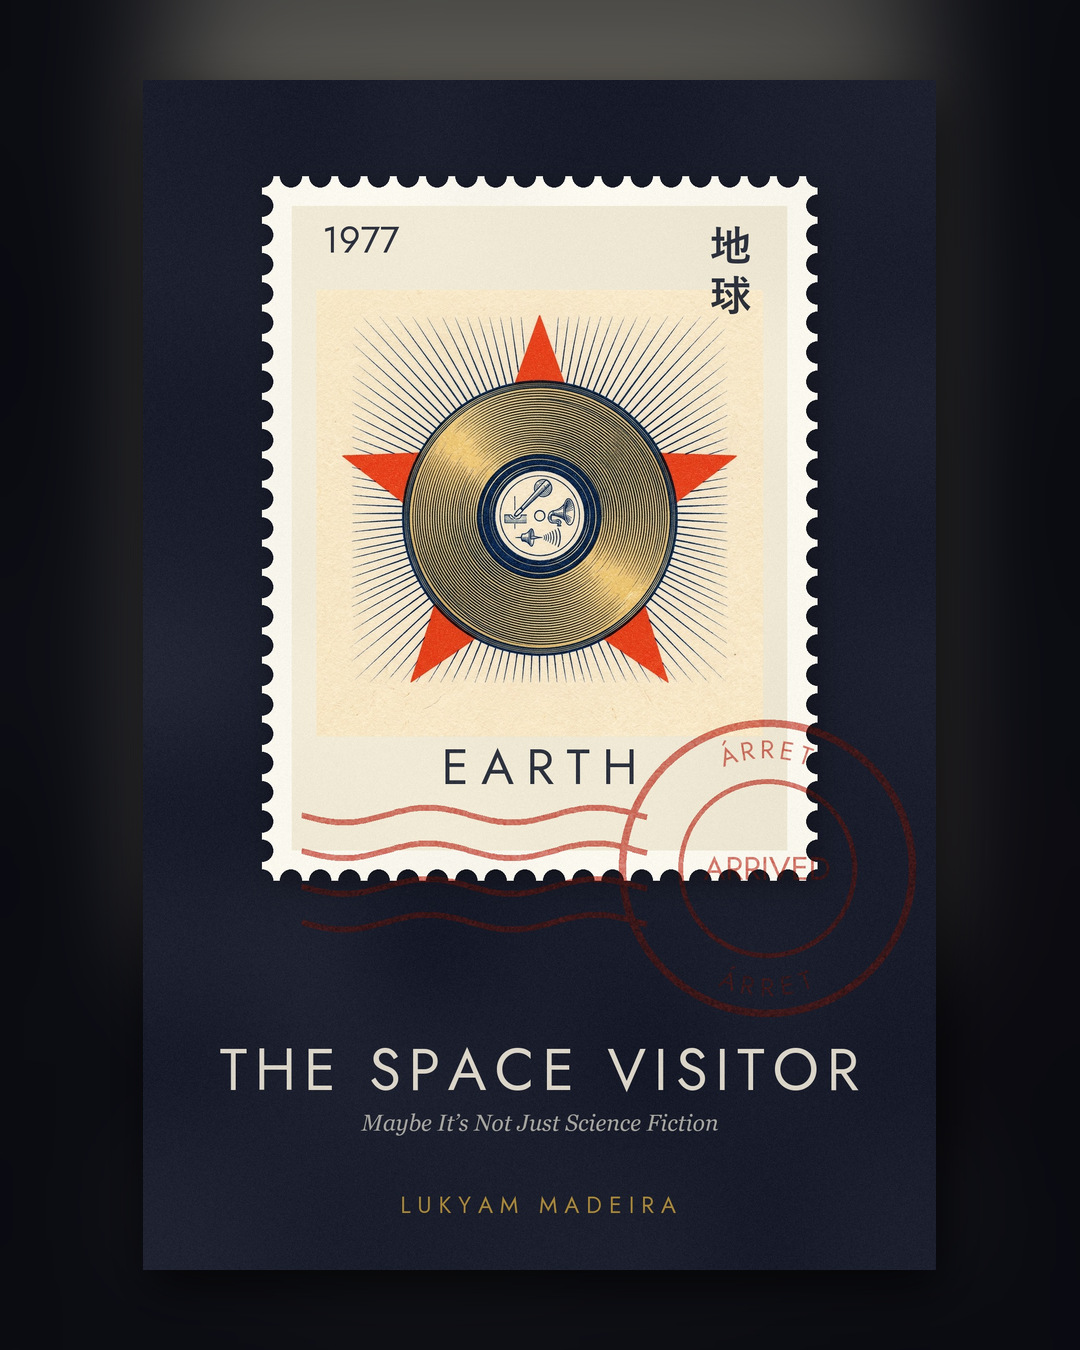 1977
地
球
EARTH
ÁRRET
ARRIVED
ÁRRET
THE SPACE VISITOR
Maybe It’s Not Just Science Fiction
LUKYAM MADEIRA